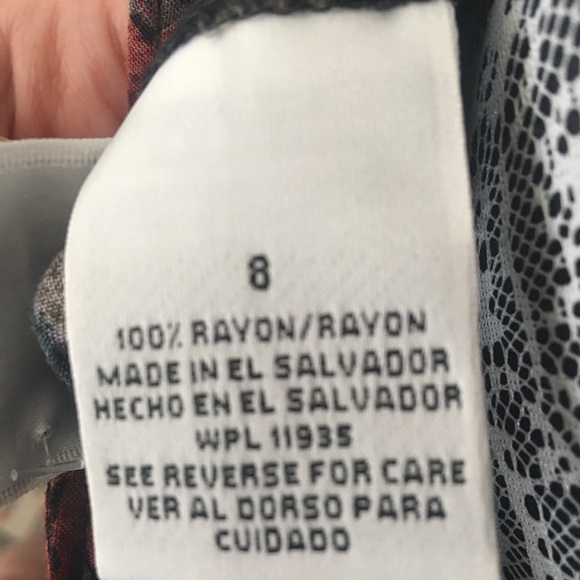 8
100% RAYON/RAYON
MADE IN EL SALVADOR
HECHO EN EL SALVADOR
WPL 11935
SEE REVERSE FOR CARE
VER AL DORSO PARA
CUIDADO